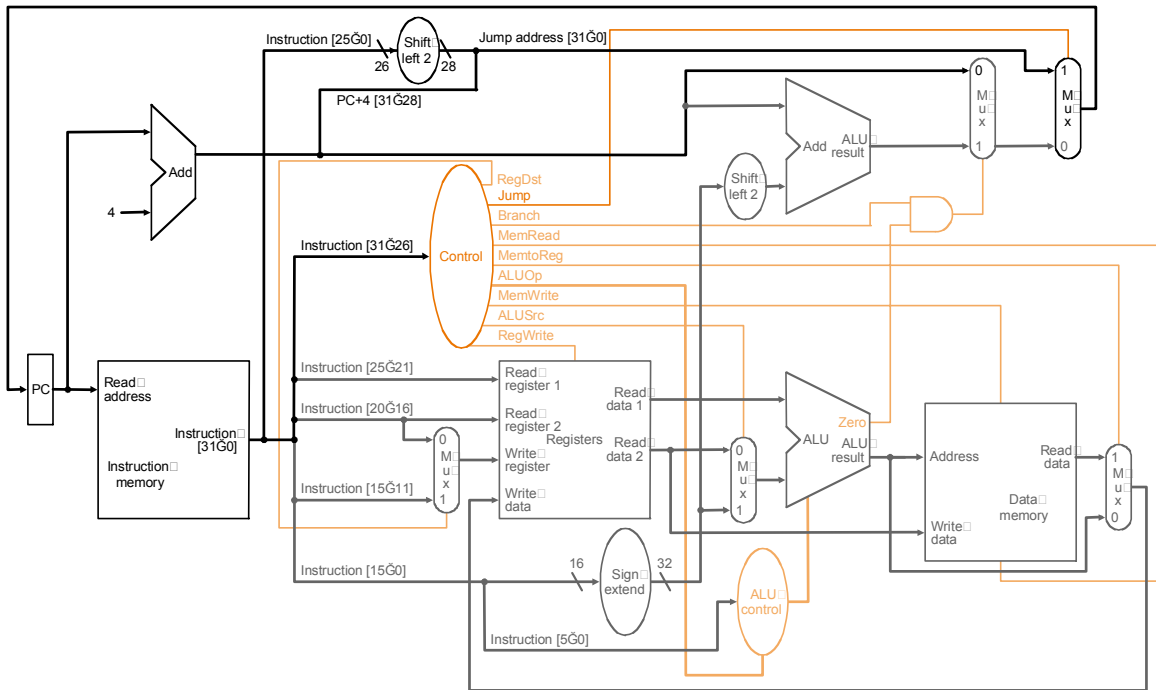 Instruction [25Ğ0]
Shift
left 2
26
28
Jump address [31Ğ0]
PC+4 [31Ğ28]
Add
4
0
M
u
x
1
1
M
u
x
0
Add
ALU
result
Shift
left 2
RegDst
Jump
Branch
MemRead
MemtoReg
ALUOp
MemWrite
ALUSrc
RegWrite
Control
Instruction [31Ğ26]
PC
Read
address
Instruction
[31Ğ0]
Instruction
memory
Instruction [25Ğ21]
Instruction [20Ğ16]
Instruction [15Ğ11]
Instruction [15Ğ0]
Instruction [5Ğ0]
0
M
u
x
1
Read
register 1
Read
register 2
Write
register
Write
data
Registers
Read
data 1
Read
data 2
0
M
u
x
1
Zero
ALU
ALU
result
Address
Write
data
Read
data
Data
memory
1
M
u
x
0
16
Sign
extend
32
ALU
control